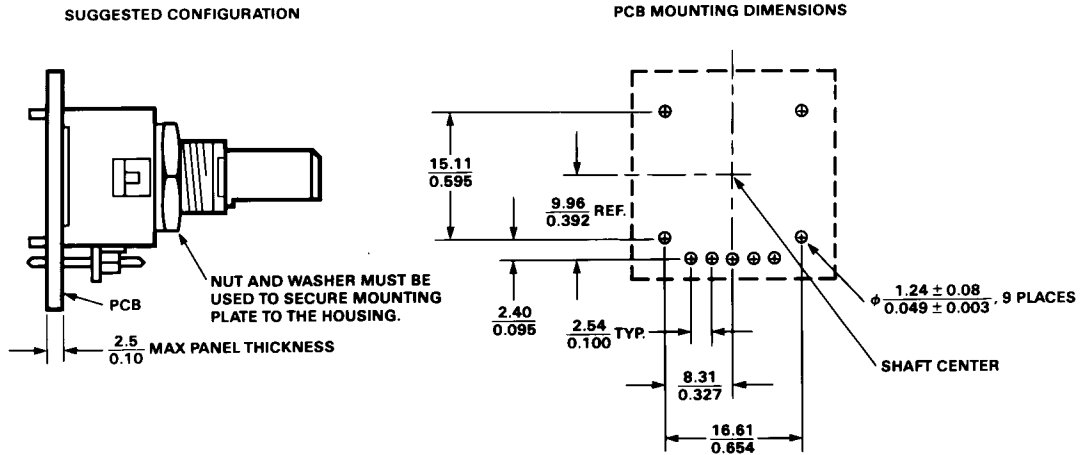 SUGGESTED CONFIGURATION
NUT AND WASHER MUST BE
USED TO SECURE MOUNTING
PLATE TO THE HOUSING.
PCB
2.5
0.10 MAX PANEL THICKNESS
PCB MOUNTING DIMENSIONS
15.11
0.595
9.96
0.392 REF.
2.40
0.095
2.54
0.100 TYP.
8.31
0.327
16.61
0.654
ϕ 1.24 ± 0.08
0.049 ± 0.003, 9 PLACES
SHAFT CENTER